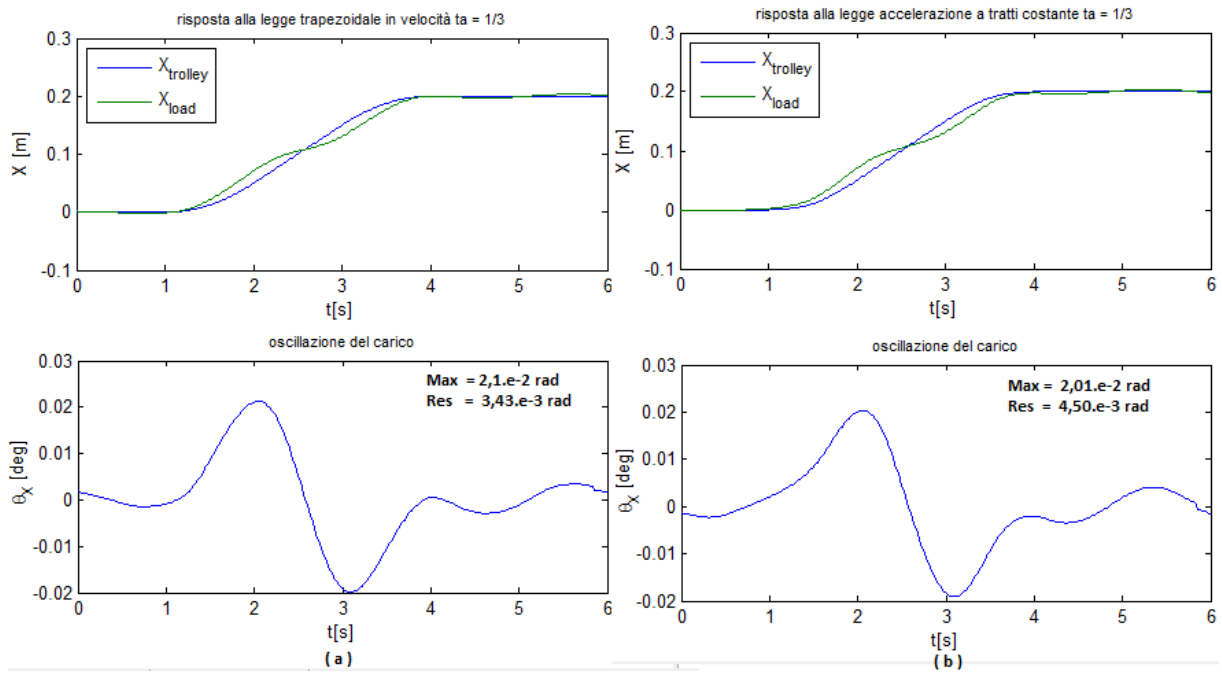 risposta alla legge trapezoidale in velocità ta = 1/3
0.3
0.2
0.1
0
-0.1
X [m]
X_trolley
X_load
0 1 2 3 4 5 6
t[s]
oscillazione del carico
0.03
0.02
0.01
0
-0.01
-0.02
θ_X [deg]
Max = 2,1.e-2 rad
Res = 3,43.e-3 rad
0 1 2 3 4 5 6
t[s]
( a )
risposta alla legge accelerazione a tratti costante ta = 1/3
0.3
0.2
0.1
0
-0.1
X [m]
X_trolley
X_load
0 1 2 3 4 5 6
t[s]
oscillazione del carico
0.03
0.02
0.01
0
-0.01
-0.02
θ_X [deg]
Max = 2,01.e-2 rad
Res = 4,50.e-3 rad
0 1 2 3 4 5 6
t[s]
( b )